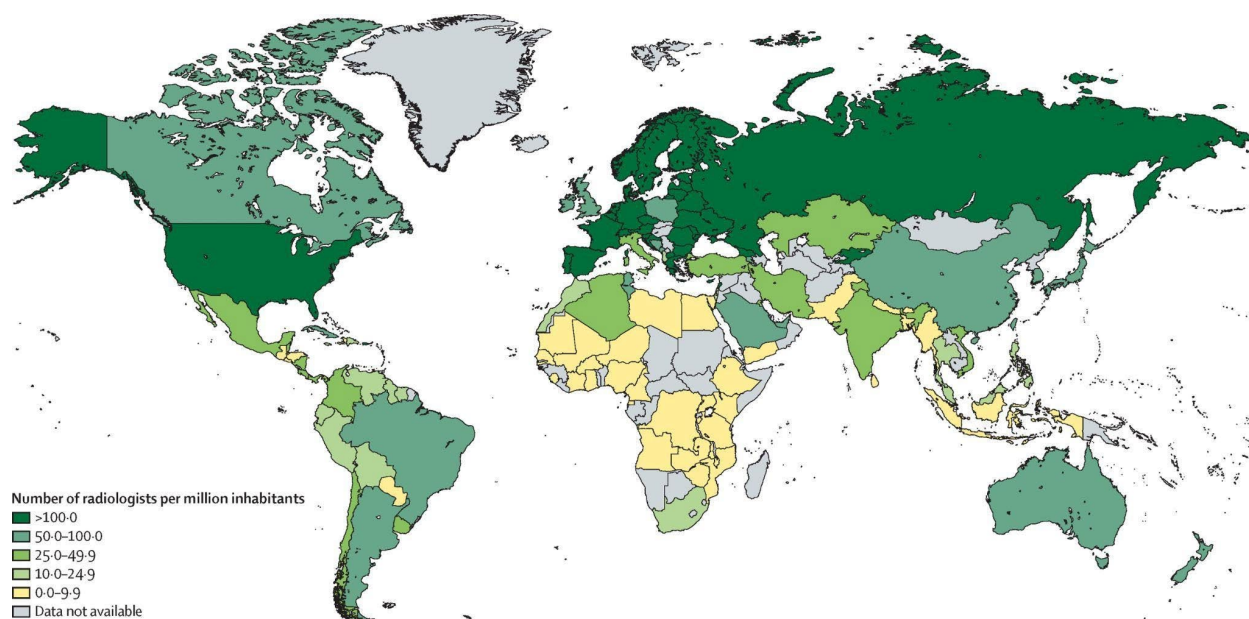 Number of radiologists per million inhabitants
>100·0
50·0–100·0
25·0–49·9
10·0–24·9
0·0–9·9
Data not available